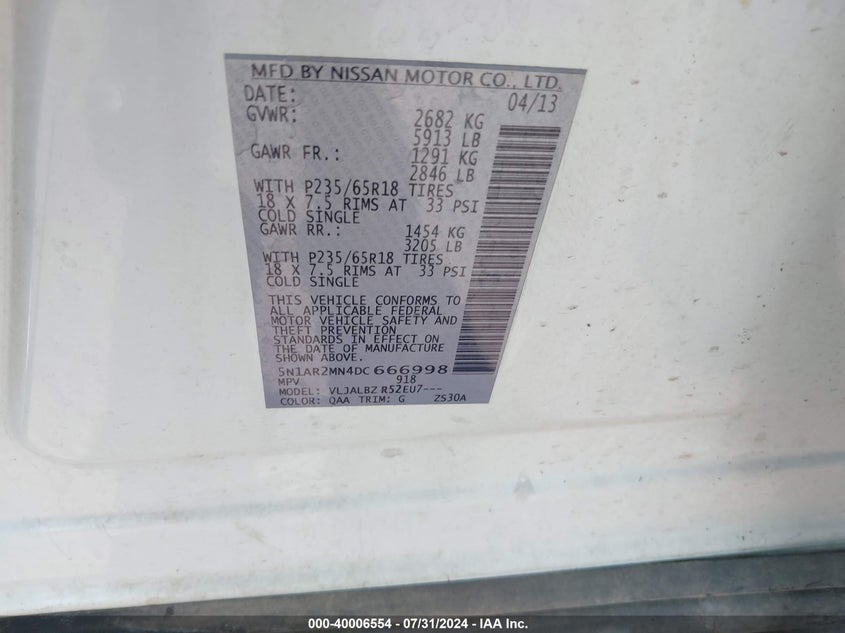 MFD BY NISSAN MOTOR CO., LTD.
DATE: 04/13
GVWR: 2682 KG
5913 LB
GAWR FR.: 1291 KG
2846 LB
WITH P235/65R18 TIRES
18 X 7.5 RIMS AT 33 PSI
COLD SINGLE
GAWR RR.: 1454 KG
3205 LB
WITH P235/65R18 TIRES
18 X 7.5 RIMS AT 33 PSI
COLD SINGLE
THIS VEHICLE CONFORMS TO
ALL APPLICABLE FEDERAL
MOTOR VEHICLE SAFETY AND
THEFT PREVENTION
STANDARDS IN EFFECT ON
THE DATE OF MANUFACTURE
SHOWN ABOVE.
5N1AR2MN4DC 666998
MPV 918
MODEL: VLJALBZ R52EU7---
COLOR: QAA TRIM: G ZS30A
000-40006554 / 07/31/2024 - IAA Inc.